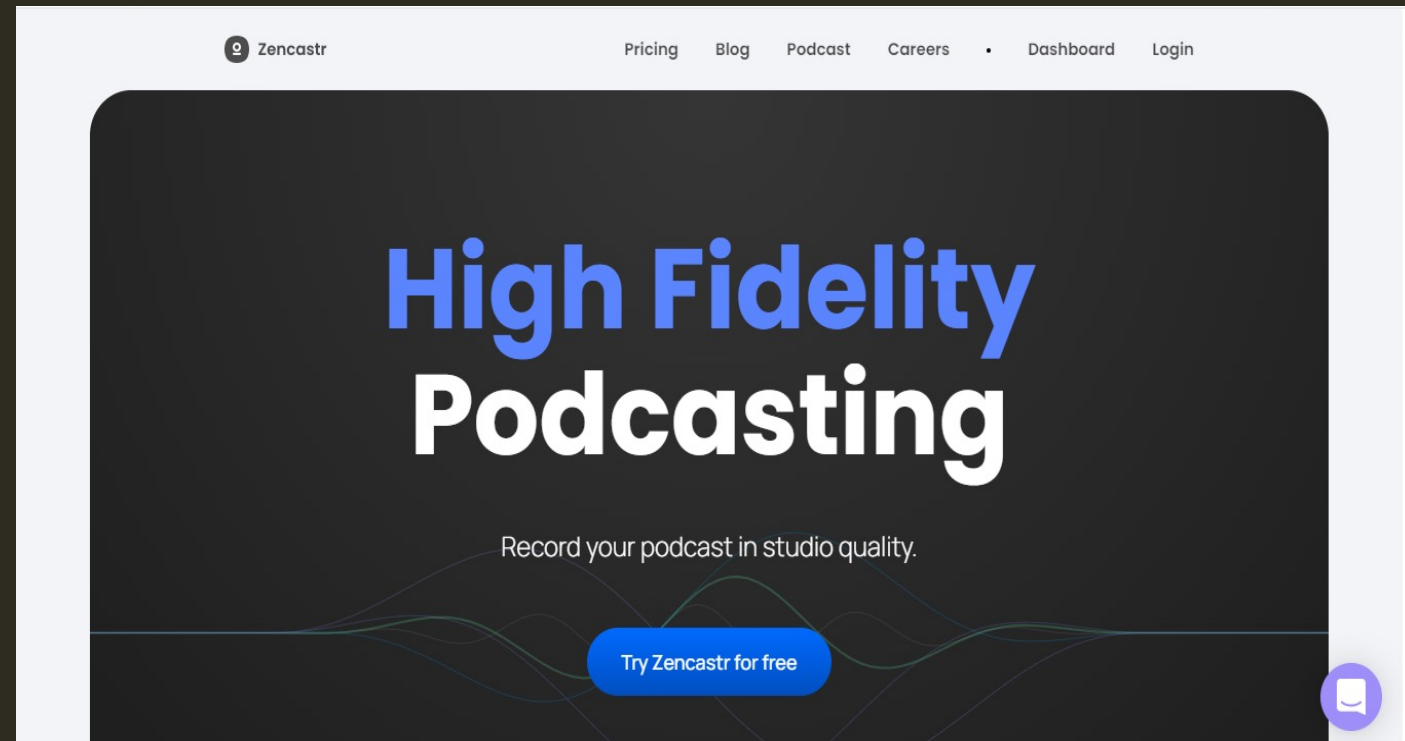 Zencastr
Pricing Blog Podcast Careers • Dashboard Login
High Fidelity
Podcasting
Record your podcast in studio quality.
Try Zencastr for free